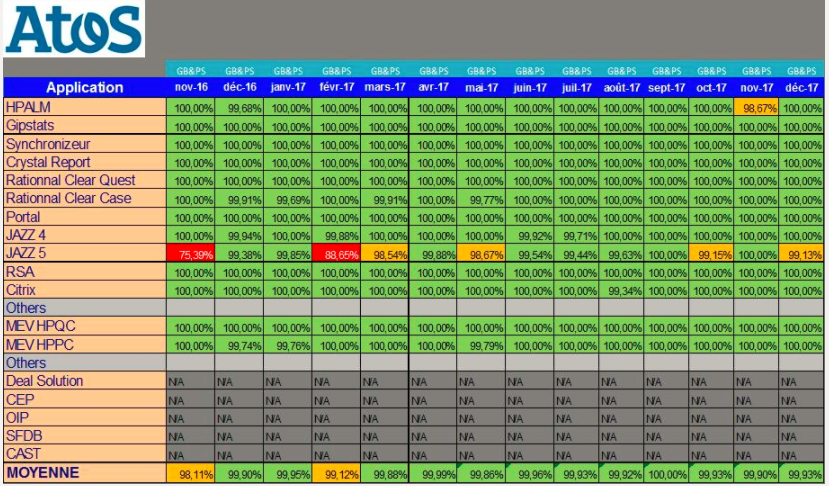 Atos
GB&PS GB&PS GB&PS GB&PS GB&PS GB&PS GB&PS GB&PS GB&PS GB&PS GB&PS GB&PS GB&PS GB&PS
Application nov-16 déc-16 janv-17 févr-17 mars-17 avr-17 mai-17 juin-17 juil-17 août-17 sept-17 oct-17 nov-17 déc-17
HPALM 100,00% 99,68% 100,00% 100,00% 100,00% 100,00% 100,00% 100,00% 100,00% 100,00% 100,00% 100,00% 98,67% 100,00%
Gipstats 100,00% 100,00% 100,00% 100,00% 100,00% 100,00% 100,00% 100,00% 100,00% 100,00% 100,00% 100,00% 100,00% 100,00%
Synchronizeur 100,00% 100,00% 100,00% 100,00% 100,00% 100,00% 100,00% 100,00% 100,00% 100,00% 100,00% 100,00% 100,00% 100,00%
Crystal Report 100,00% 100,00% 100,00% 100,00% 100,00% 100,00% 100,00% 100,00% 100,00% 100,00% 100,00% 100,00% 100,00% 100,00%
Rationnal Clear Quest 100,00% 100,00% 100,00% 100,00% 100,00% 100,00% 100,00% 100,00% 100,00% 100,00% 100,00% 100,00% 100,00% 100,00%
Rationnal Clear Case 100,00% 99,91% 99,69% 100,00% 99,91% 100,00% 99,77% 100,00% 100,00% 100,00% 100,00% 100,00% 100,00% 100,00%
Portal 100,00% 100,00% 100,00% 100,00% 100,00% 100,00% 100,00% 100,00% 100,00% 100,00% 100,00% 100,00% 100,00% 100,00%
JAZZ 4 100,00% 99,94% 100,00% 99,88% 100,00% 100,00% 100,00% 99,92% 99,71% 100,00% 100,00% 100,00% 100,00% 100,00%
JAZZ 5 75,39% 99,38% 99,85% 88,65% 98,54% 99,88% 98,67% 99,54% 99,44% 99,63% 100,00% 99,15% 100,00% 99,13%
RSA 100,00% 100,00% 100,00% 100,00% 100,00% 100,00% 100,00% 100,00% 100,00% 100,00% 100,00% 100,00% 100,00% 100,00%
Citrix 100,00% 100,00% 100,00% 100,00% 100,00% 100,00% 100,00% 100,00% 100,00% 99,34% 100,00% 100,00% 100,00% 100,00%
Others
MEV HPQC 100,00% 100,00% 100,00% 100,00% 100,00% 100,00% 100,00% 100,00% 100,00% 100,00% 100,00% 100,00% 100,00% 100,00%
MEV HPPC 100,00% 99,74% 99,76% 100,00% 100,00% 100,00% 99,79% 100,00% 100,00% 100,00% 100,00% 100,00% 100,00% 100,00%
Others
Deal Solution N/A N/A N/A N/A N/A N/A N/A N/A N/A N/A N/A N/A N/A N/A
CEP N/A N/A N/A N/A N/A N/A N/A N/A N/A N/A N/A N/A N/A N/A
OIP N/A N/A N/A N/A N/A N/A N/A N/A N/A N/A N/A N/A N/A N/A
SFDB N/A N/A N/A N/A N/A N/A N/A N/A N/A N/A N/A N/A N/A N/A
CAST N/A N/A N/A N/A N/A N/A N/A N/A N/A N/A N/A N/A N/A N/A
MOYENNE 98,11% 99,90% 99,95% 99,12% 99,88% 99,99% 99,86% 99,96% 99,93% 99,92% 100,00% 99,93% 99,90% 99,93%